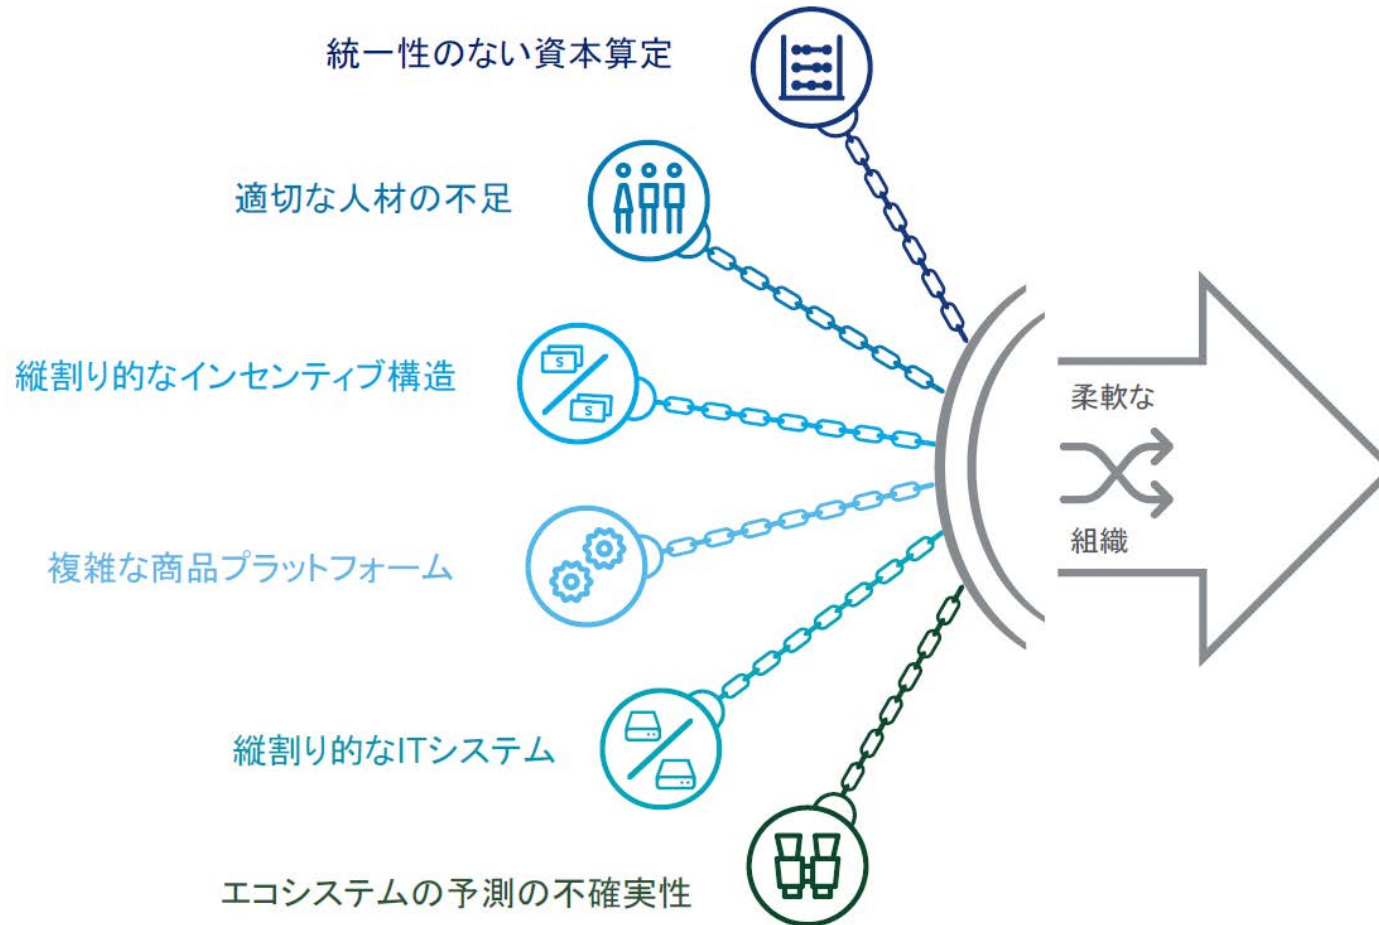 統一性のない資本算定
適切な人材の不足
縦割り的なインセンティブ構造
$
$
複雑な商品プラットフォーム
縦割り的なITシステム
エコシステムの予測の不確実性
柔軟な
組織